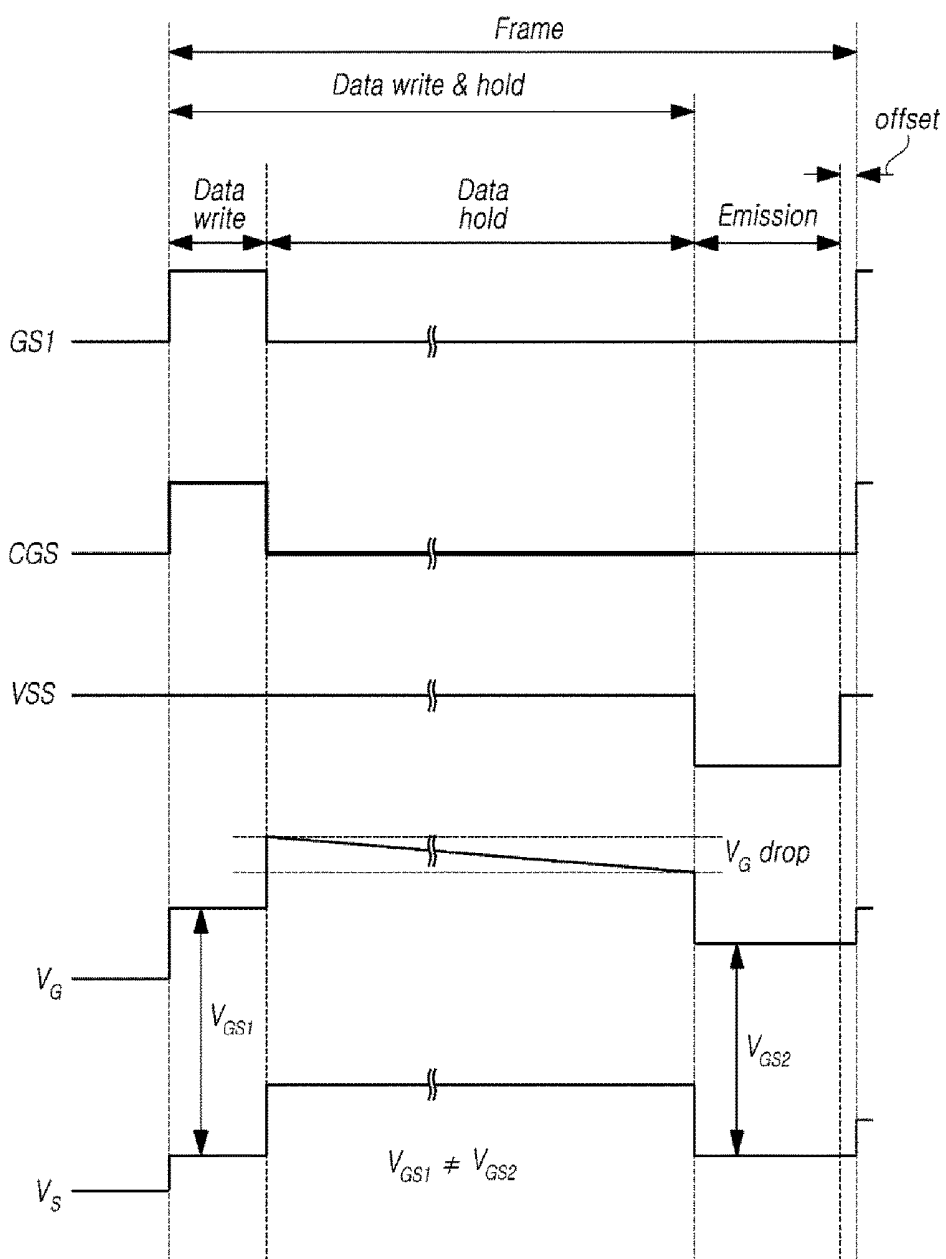 Frame
Data write & hold
offset
Data
write
Data
hold
Emission
GS1
CGS
VSS
V_G drop
V_G
V_GS1
V_GS2
V_GS1 ≠ V_GS2
V_S